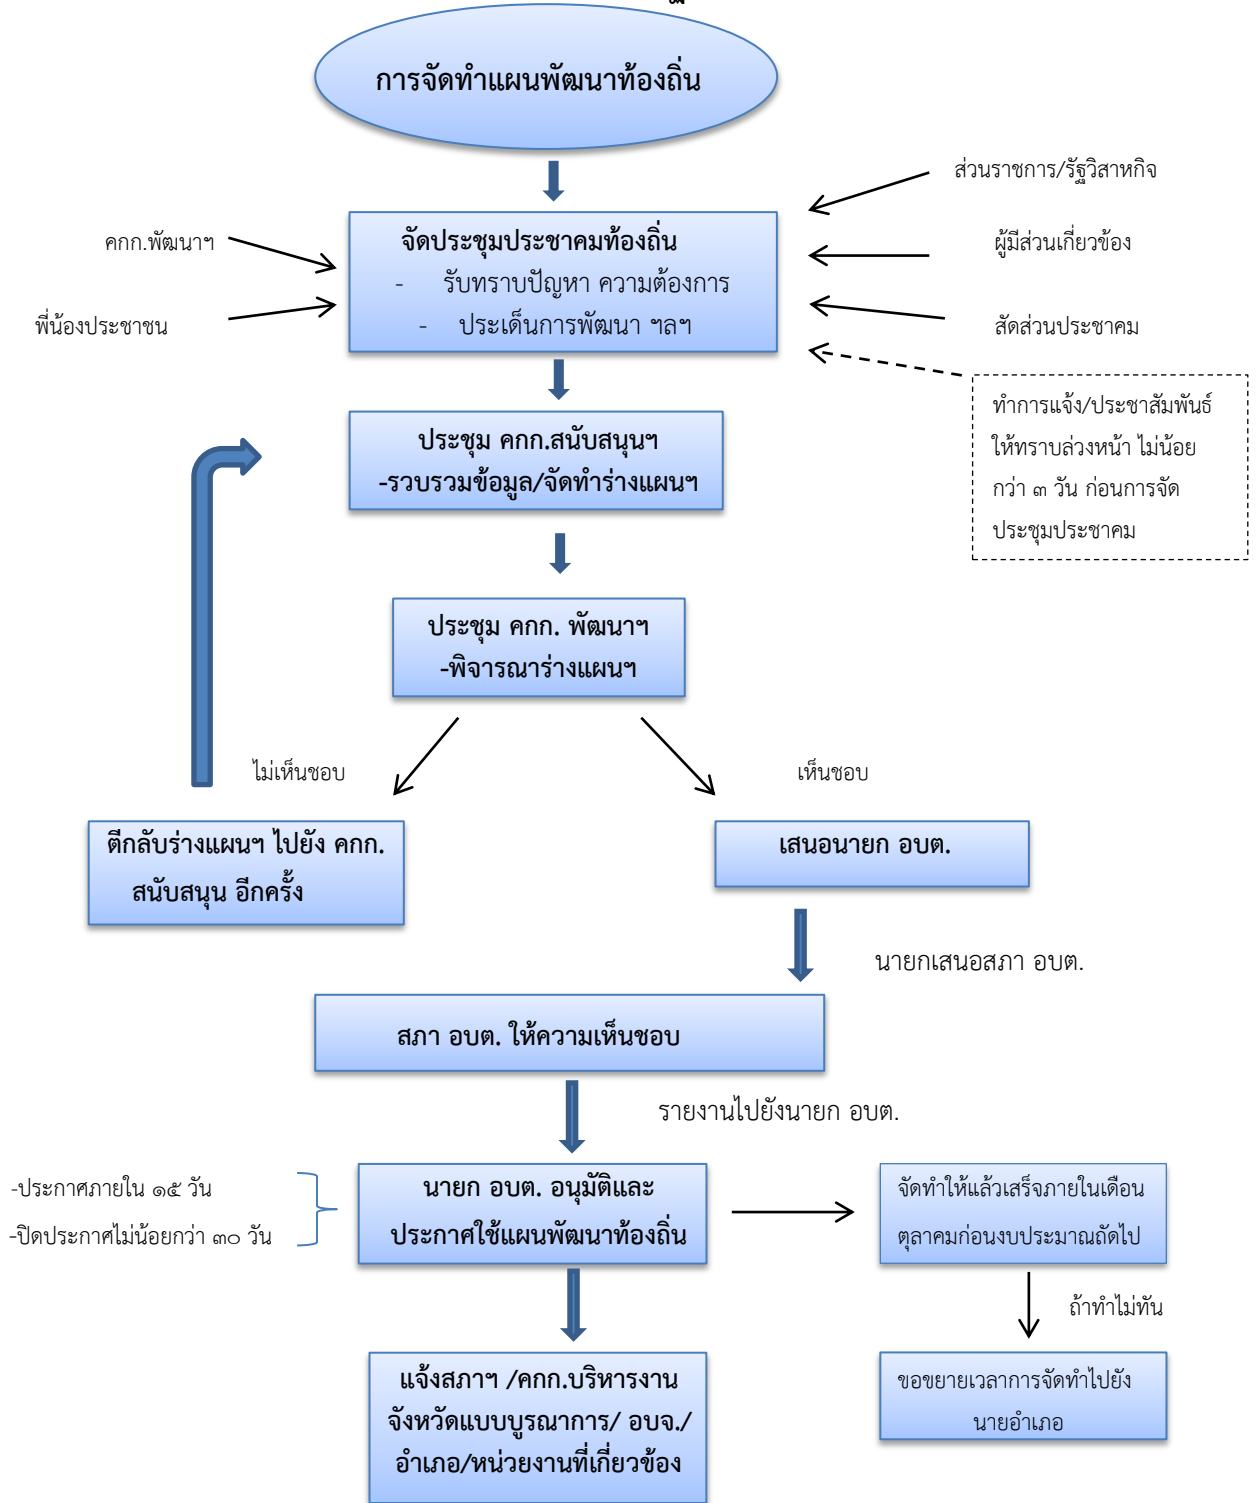 การจัดทำแผนพัฒนาท้องถิ่น
ส่วนราชการ/รัฐวิสาหกิจ
คกก.พัฒนาฯ
จัดประชุมประชาคมท้องถิ่น
ผู้มีส่วนเกี่ยวข้อง
- รับทราบปัญหา ความต้องการ
พี่น้องประชาชน
- ประเด็นการพัฒนา ฯลฯ
สัดส่วนประชาคม
ทำการแจ้ง/ประชาสัมพันธ์
ให้ทราบล่วงหน้า ไม่น้อย
กว่า ๓ วัน ก่อนการจัด
ประชุมประชาคม
ประชุม คกก.สนับสนุนฯ
-รวบรวมข้อมูล/จัดทำร่างแผนฯ
ประชุม คกก. พัฒนาฯ
-พิจารณาร่างแผนฯ
ไม่เห็นชอบ
เห็นชอบ
ตีกลับร่างแผนฯ ไปยัง คกก.
สนับสนุน อีกครั้ง
เสนอนายก อบต.
นายกเสนอสภา อบต.
สภา อบต. ให้ความเห็นชอบ
รายงานไปยังนายก อบต.
-ประกาศภายใน ๑๕ วัน
-ปิดประกาศไม่น้อยกว่า ๓๐ วัน
นายก อบต. อนุมัติและ
ประกาศใช้แผนพัฒนาท้องถิ่น
จัดทำให้แล้วเสร็จภายในเดือน
ตุลาคมก่อนงบประมาณถัดไป
ถ้าทำไม่ทัน
แจ้งสภาฯ /คกก.บริหารงาน
จังหวัดแบบบูรณาการ/ อบจ./
อำเภอ/หน่วยงานที่เกี่ยวข้อง
ขอขยายเวลาการจัดทำไปยัง
นายอำเภอ